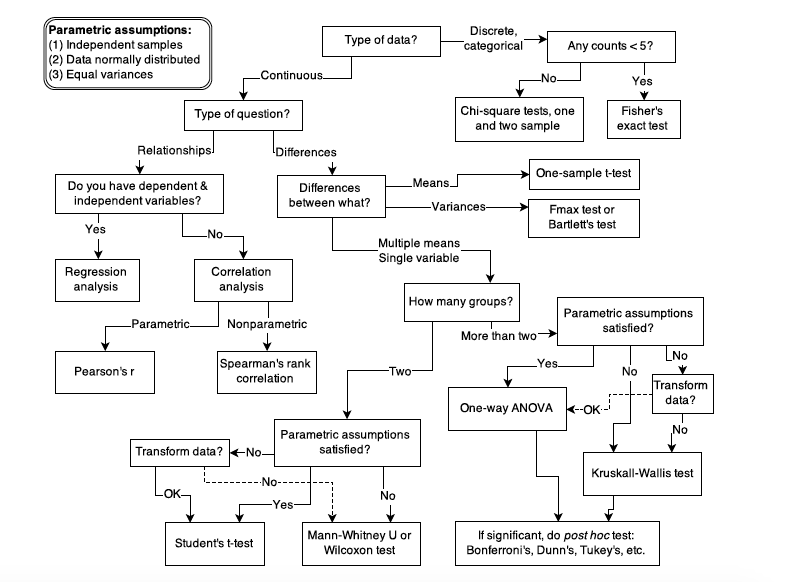 Parametric assumptions:
(1) Independent samples
(2) Data normally distributed
(3) Equal variances
Type of data?
Discrete,
categorical
Any counts < 5?
Continuous
No
Yes
Type of question?
Chi-square tests, one
and two sample
Fisher's
exact test
Relationships
Differences
Do you have dependent &
independent variables?
Differences
between what?
Means
One-sample t-test
Variances
Fmax test or
Bartlett's test
Yes
No
Multiple means
Single variable
Regression
analysis
Correlation
analysis
How many groups?
Parametric assumptions
satisfied?
Parametric
Nonparametric
More than two
Pearson's r
Spearman's rank
correlation
Two
Yes
No
No
Transform
data?
One-way ANOVA
OK
No
Parametric assumptions
satisfied?
Transform data?
No
Kruskall-Wallis test
No
OK
Yes
No
Student's t-test
Mann-Whitney U or
Wilcoxon test
If significant, do post hoc test:
Bonferroni's, Dunn's, Tukey's, etc.